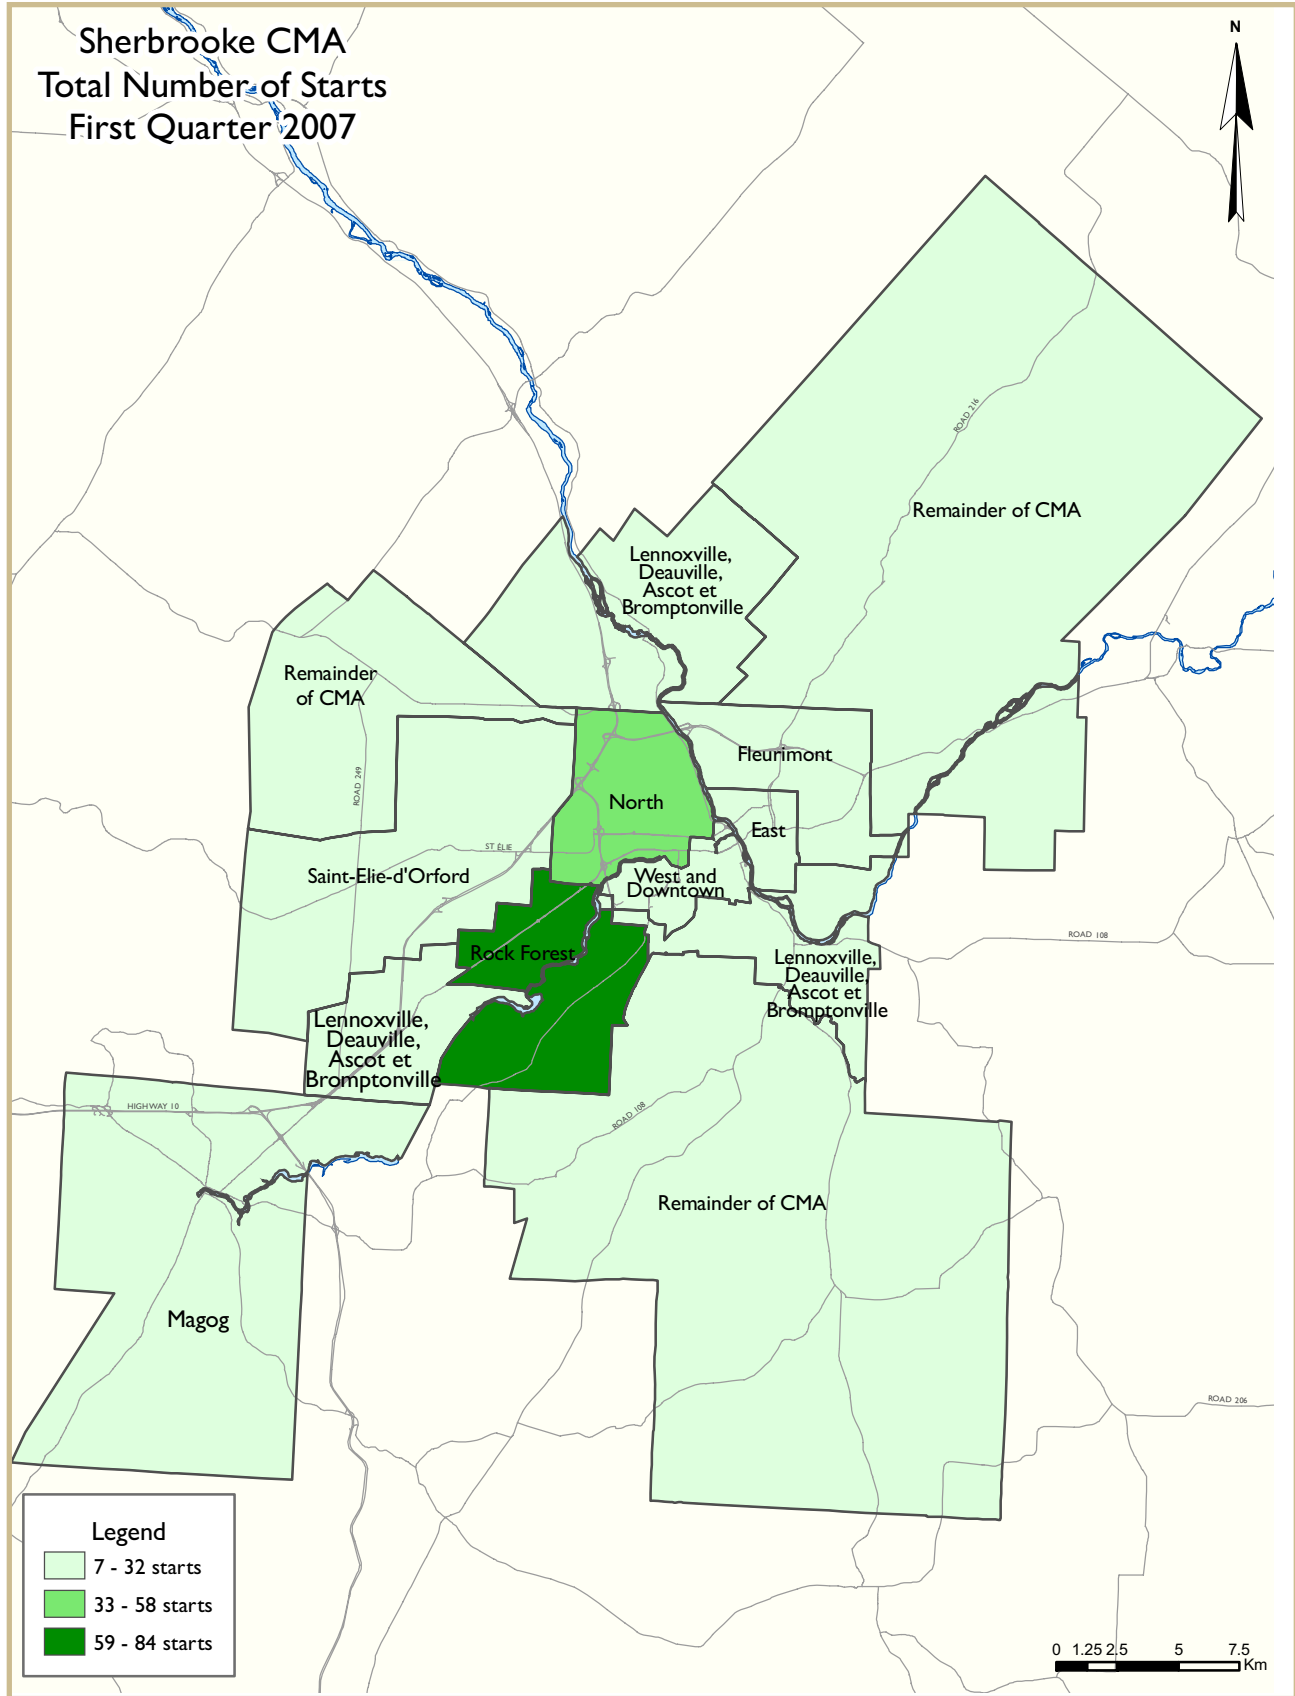 Sherbrooke CMA
Total Number of Starts
First Quarter 2007
N
ROAD 216
Remainder of CMA
Lennoxville,
Deauville,
Ascot et
Bromptonville
Remainder
of CMA
Fleurimont
ROAD 249
North
East
ST ÉLIE
Saint-Elie-d'Orford
West and
Downtown
ROAD 108
Rock Forest
Lennoxville,
Deauville,
Ascot et
Bromptonville
Lennoxville,
Deauville,
Ascot et
Bromptonville
HIGHWAY 10
ROAD 108
Remainder of CMA
Magog
ROAD 206
Legend
7 - 32 starts
33 - 58 starts
59 - 84 starts
0 1.25 2.5 5 7.5
Km